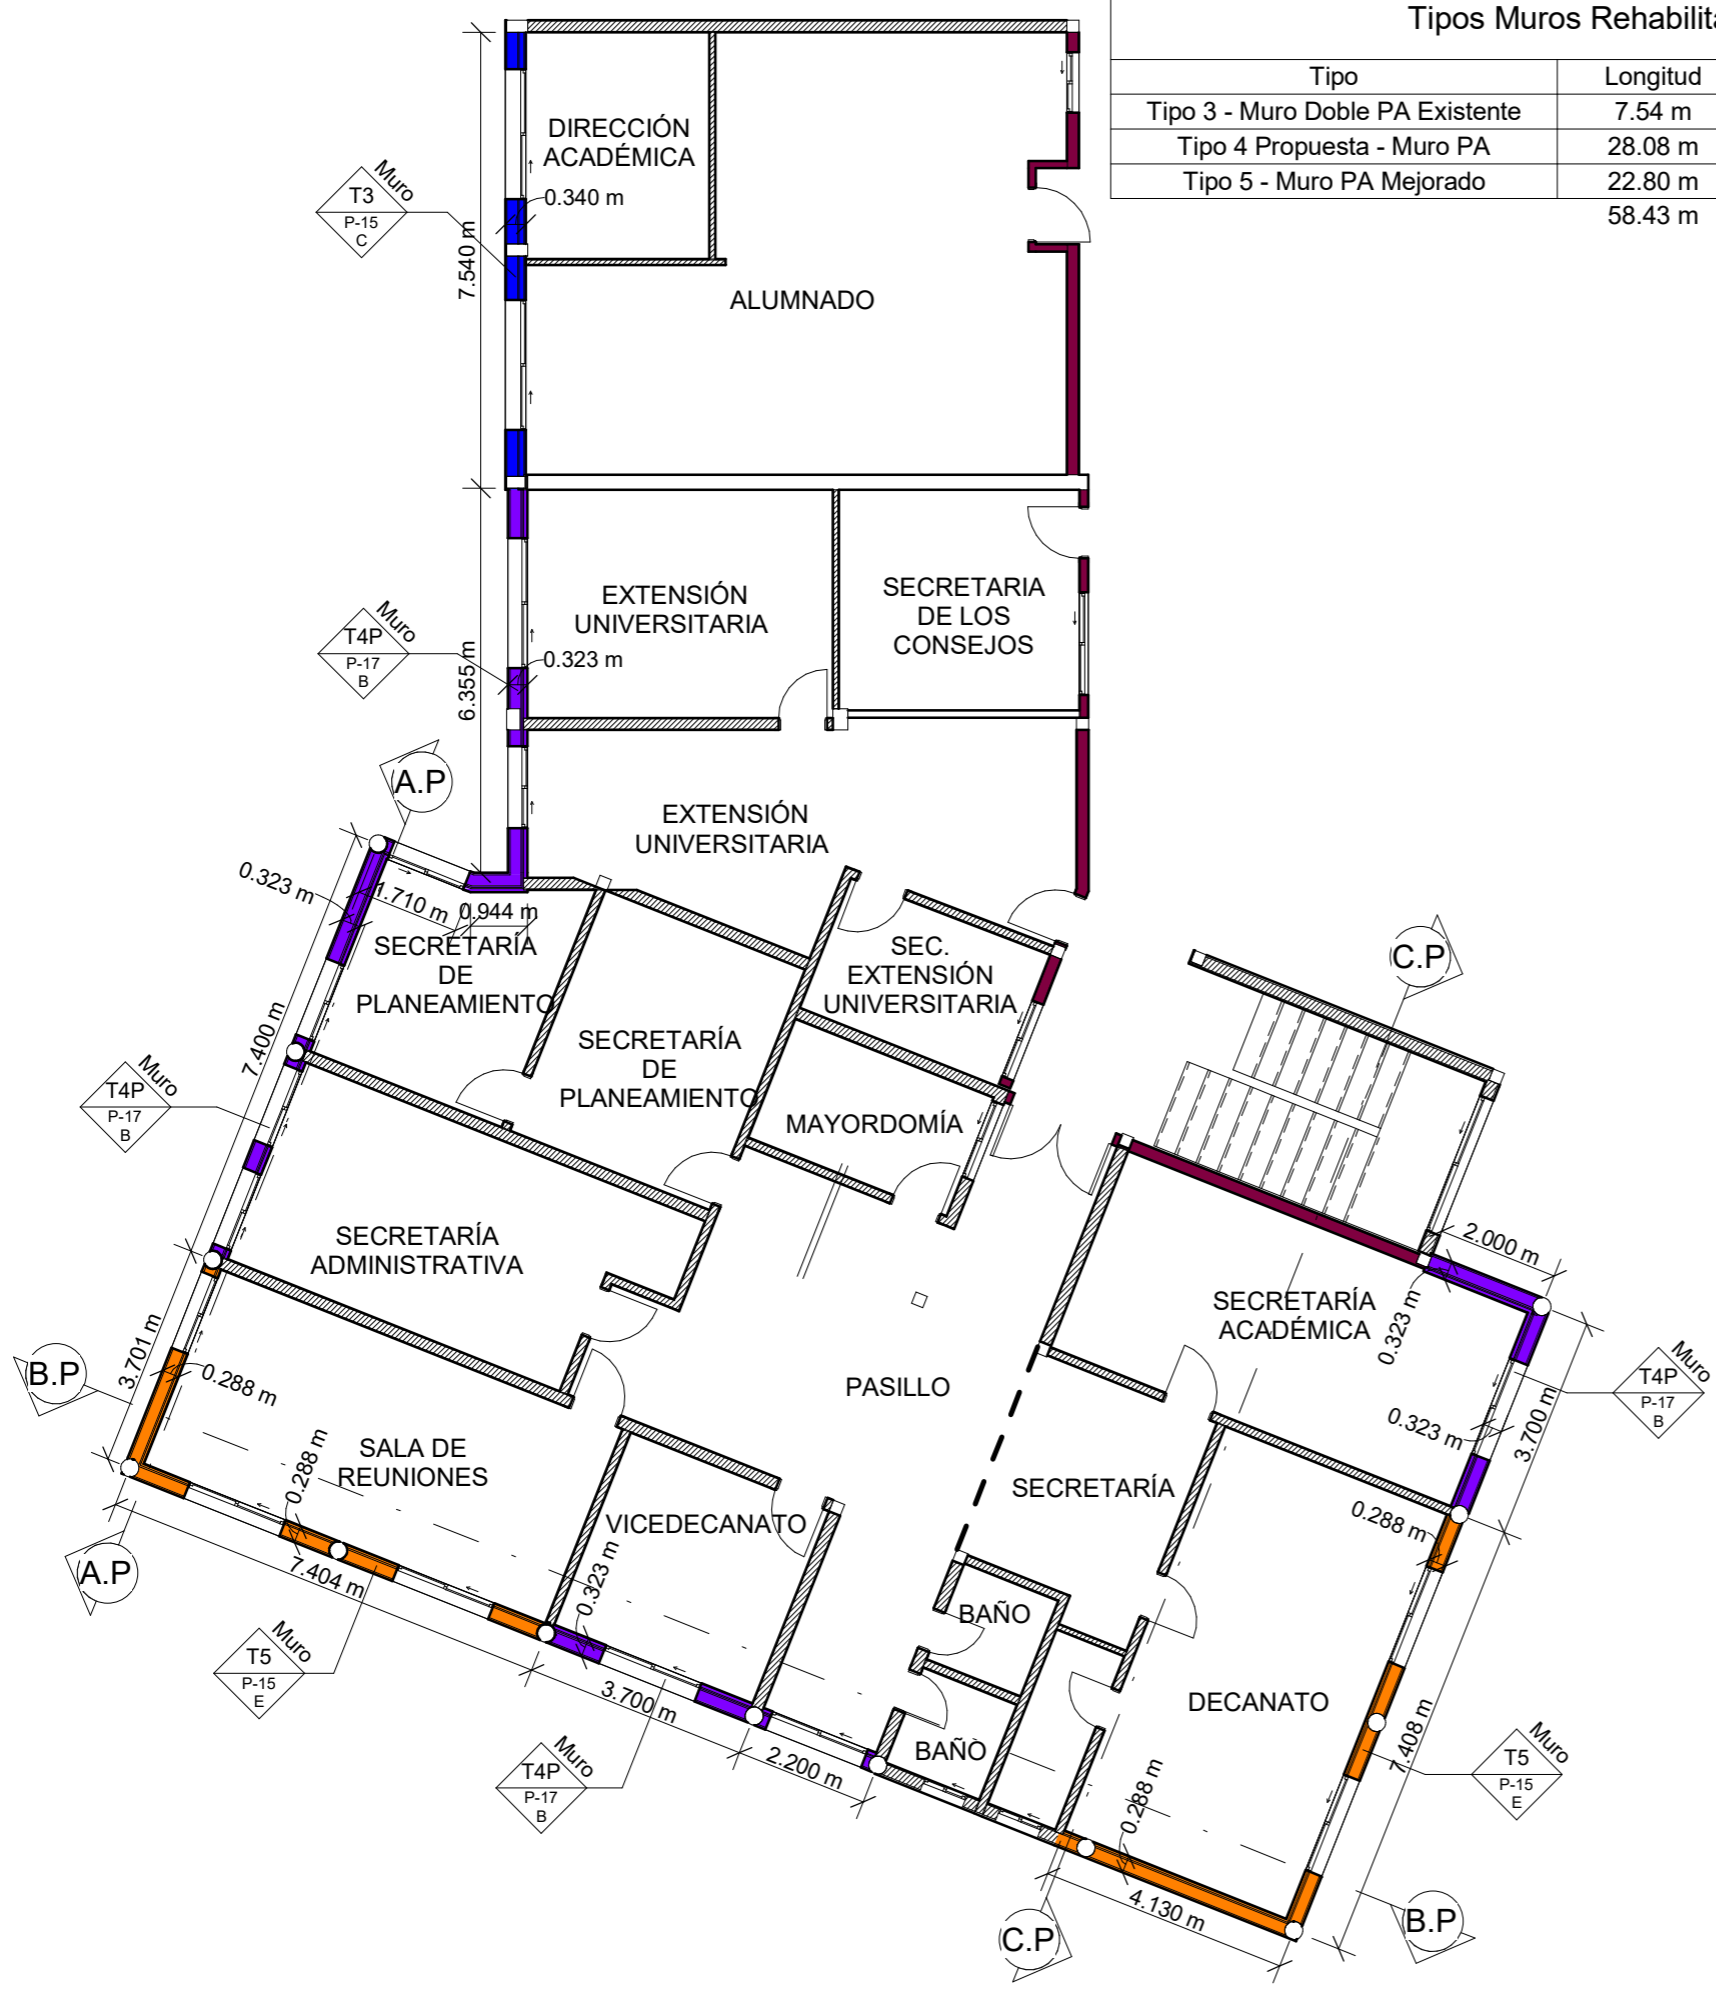 Tipos Muros Rehabilita
Tipo
Longitud
Tipo 3 - Muro Doble PA Existente
7.54 m
Tipo 4 Propuesta - Muro PA
28.08 m
Tipo 5 - Muro PA Mejorado
22.80 m
58.43 m
DIRECCIÓN
ACADÉMICA
Muro
T3
P-15
C
0.340 m
7.540 m
ALUMNADO
EXTENSIÓN
UNIVERSITARIA
SECRETARIA
DE LOS
CONSEJOS
Muro
T4P
P-17
B
0.323 m
6.355 m
A.P
EXTENSIÓN
UNIVERSITARIA
0.323 m
1.710 m
0.944 m
SECRETARÍA
DE
PLANEAMIENTO
SEC.
EXTENSIÓN
UNIVERSITARIA
C.P
7.400 m
SECRETARÍA
DE
PLANEAMIENTO
Muro
T4P
P-17
B
MAYORDOMÍA
SECRETARÍA
ADMINISTRATIVA
2.000 m
SECRETARÍA
ACADÉMICA
0.323 m
3.701 m
B.P
0.288 m
PASILLO
Muro
T4P
P-17
B
0.323 m
3.700 m
SALA DE
REUNIONES
0.288 m
SECRETARÍA
0.288 m
VICEDECANATO
A.P
7.404 m
0.323 m
BAÑO
Muro
T5
P-15
E
3.700 m
DECANATO
7.408 m
BAÑO
2.200 m
Muro
T4P
P-17
B
Muro
T5
P-15
E
0.288 m
4.130 m
C.P
B.P